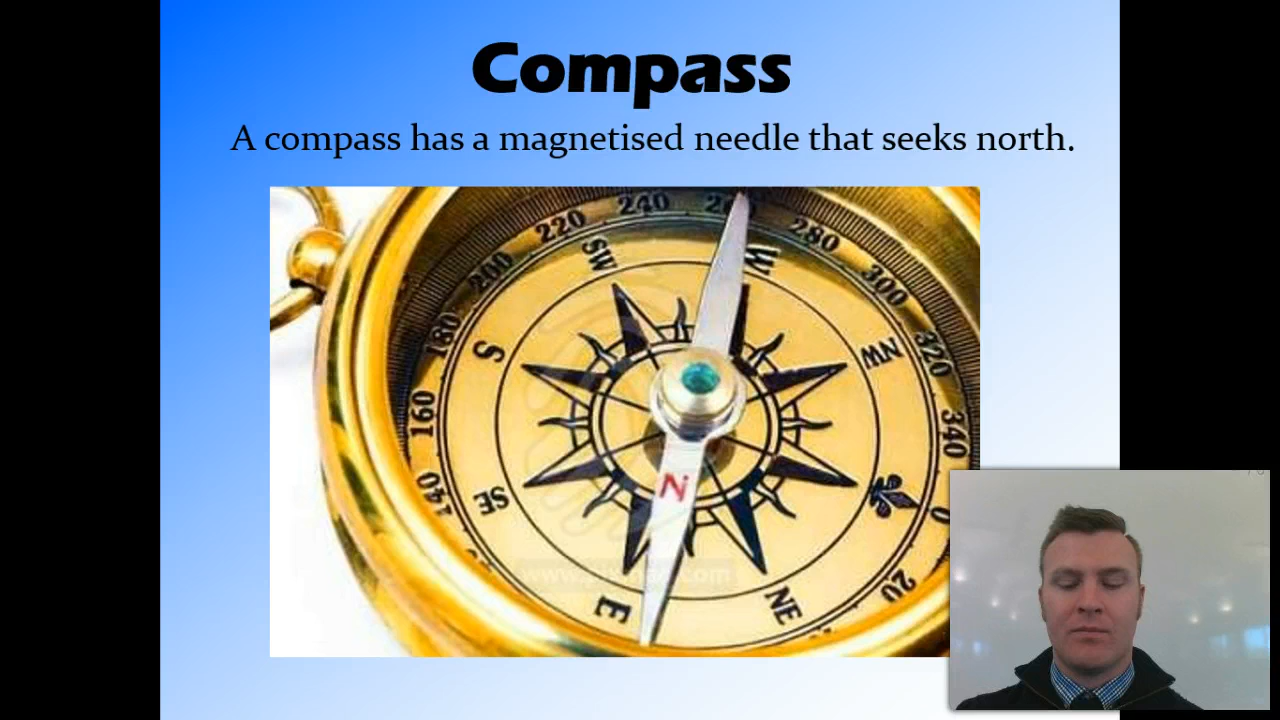 Compass
A compass has a magnetised needle that seeks north.
240
220
280
SW
W
200
300
180
S
NW
320
160
340
N
140
SE
0
20
E
NE